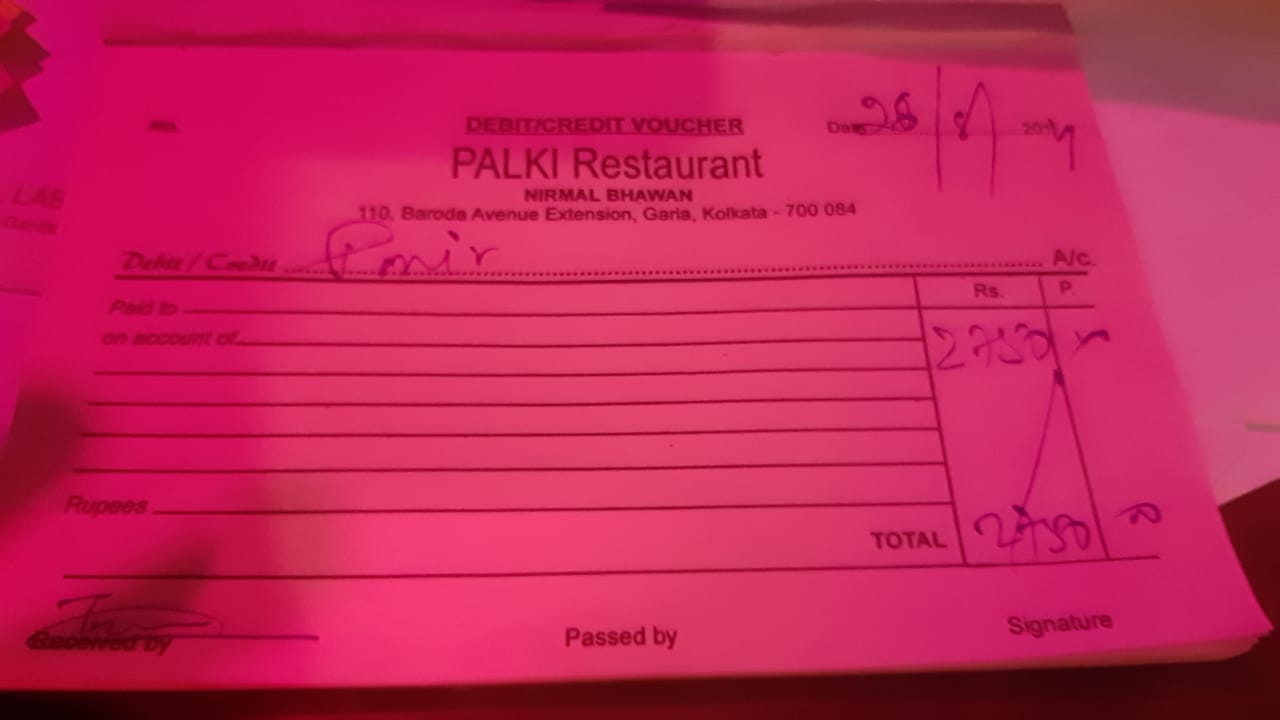 No.
DEBIT/CREDIT VOUCHER
Date 28/8/ 2019
PALKI Restaurant
NIRMAL BHAWAN
110, Baroda Avenue Extension, Garia, Kolkata - 700 084
LAB
Debit / Credit Ponir A/c.
Rs. P.
Paid to
on account of
2750
Rupees
TOTAL 2750
Received by Passed by Signature